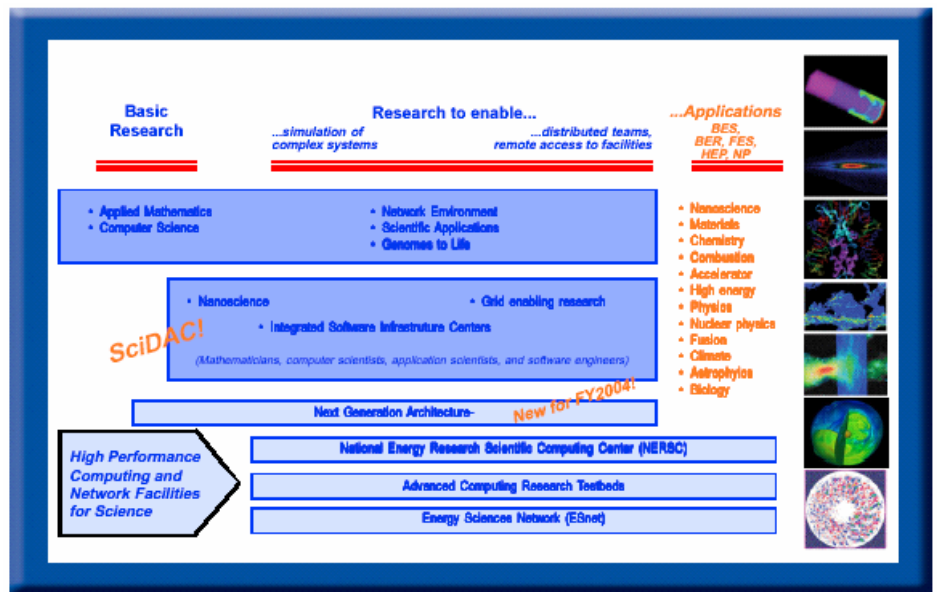 Basic
Research
Research to enable...
...simulation of
complex systems
...distributed teams,
remote access to facilities
...Applications
BES,
BER, FES,
HEP, NP
• Applied Mathematics
• Computer Science
• Network Environment
• Scientific Applications
• Genomes to Life
• Nanoscience
• Materials
• Chemistry
• Combustion
• Accelerator
• High energy
• Physics
• Nuclear physics
• Fusion
• Climate
• Astrophyics
• Biology
SciDAC!
• Nanoscience
• Grid enabling research
• Integrated Software Infrastruture Centers
(Mathematicians, computer scientists, application scientists, and software engineers)
Next Generation Architecture-
New for FY2004!
High Performance
Computing and
Network Facilities
for Science
National Energy Research Scientific Computing Center (NERSC)
Advanced Computing Research Testbeds
Energy Sciences Network (ESnet)